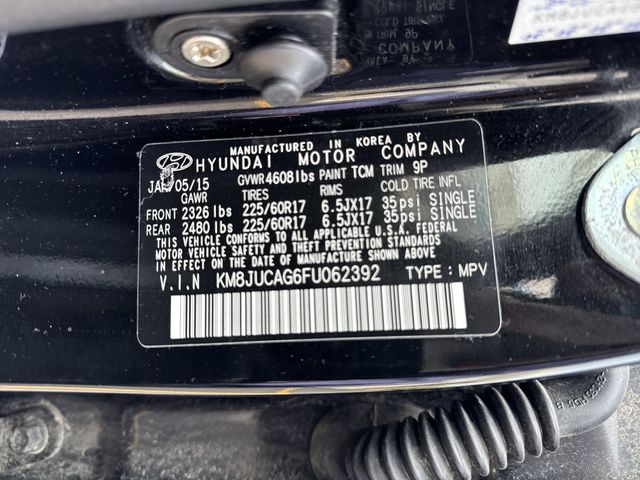 MANUFACTURED IN KOREA BY
HYUNDAI MOTOR COMPANY
JAN/05/15 GVWR4608lbs PAINT TCM TRIM 9P
GAWR TIRES RIMS COLD TIRE INFL
FRONT 2326 lbs 225/60R17 6.5JX17 35psi SINGLE
REAR 2480 lbs 225/60R17 6.5JX17 35psi SINGLE
THIS VEHICLE CONFORMS TO ALL APPLICABLE U.S.A. FEDERAL
MOTOR VEHICLE SAFETY AND THEFT PREVENTION STANDARDS
IN EFFECT ON THE DATE OF MANUFACTURE SHOWN ABOVE
V.I.N KM8JUCAG6FU062392 TYPE : MPV